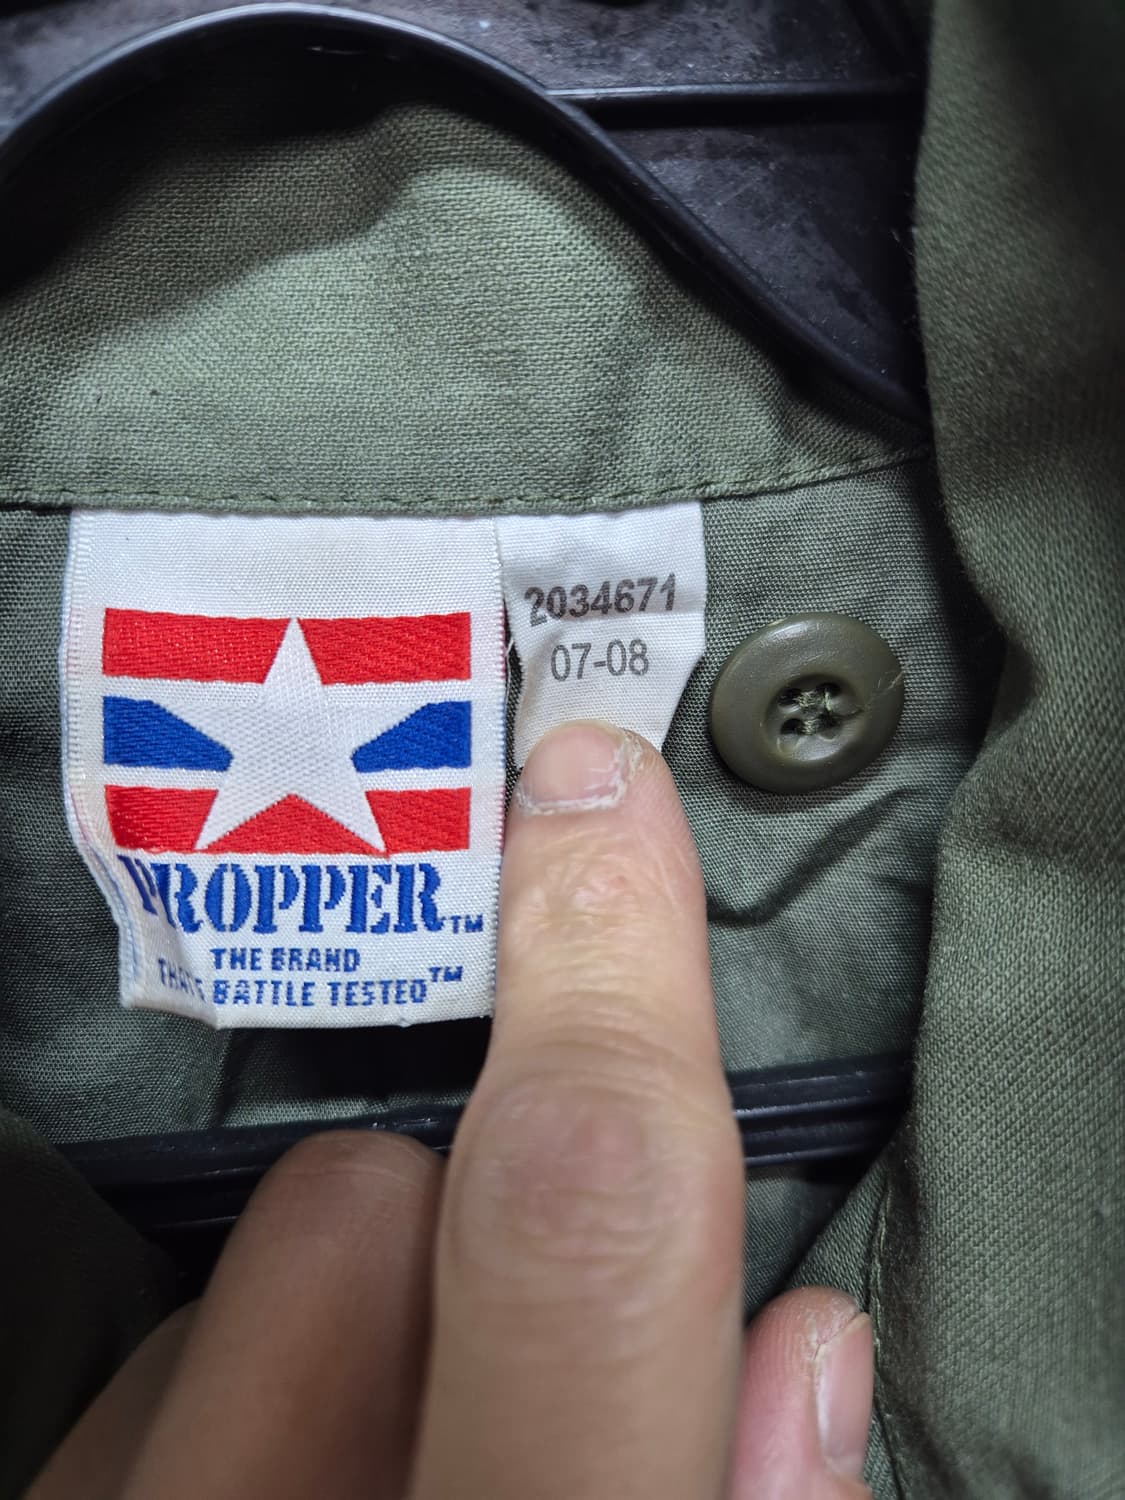 PROPPER™
THE BRAND
THAT'S BATTLE TESTED™
2034671
07-08